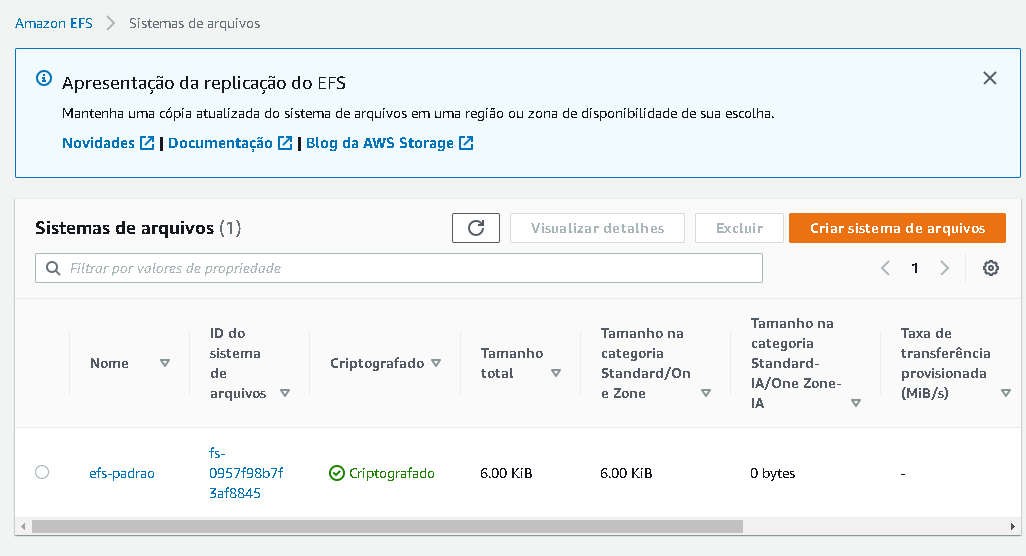 Amazon EFS > Sistemas de arquivos
Apresentação da replicação do EFS
Mantenha uma cópia atualizada do sistema de arquivos em uma região ou zona de disponibilidade de sua escolha.
Novidades | Documentação | Blog da AWS Storage
Sistemas de arquivos (1)
Visualizar detalhes
Excluir
Criar sistema de arquivos
Filtrar por valores de propriedade
1
Nome
ID do
sistema
de
arquivos
Criptografado
Tamanho
total
Tamanho na
categoria
Standard/On
e Zone
Tamanho na
categoria
Standard-
IA/One Zone-
IA
Taxa de
transferência
provisionada
(MiB/s)
efs-padrao
fs-
0957f98b7f
3af8845
Criptografado
6.00 KiB
6.00 KiB
0 bytes
-